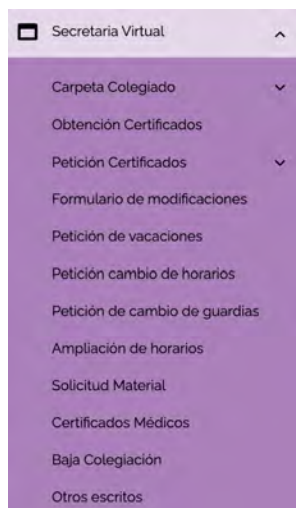 Secretaria Virtual
Carpeta Colegiado
Obtención Certificados
Petición Certificados
Formulario de modificaciones
Petición de vacaciones
Petición cambio de horarios
Petición de cambio de guardias
Ampliación de horarios
Solicitud Material
Certificados Médicos
Baja Colegiación
Otros escritos